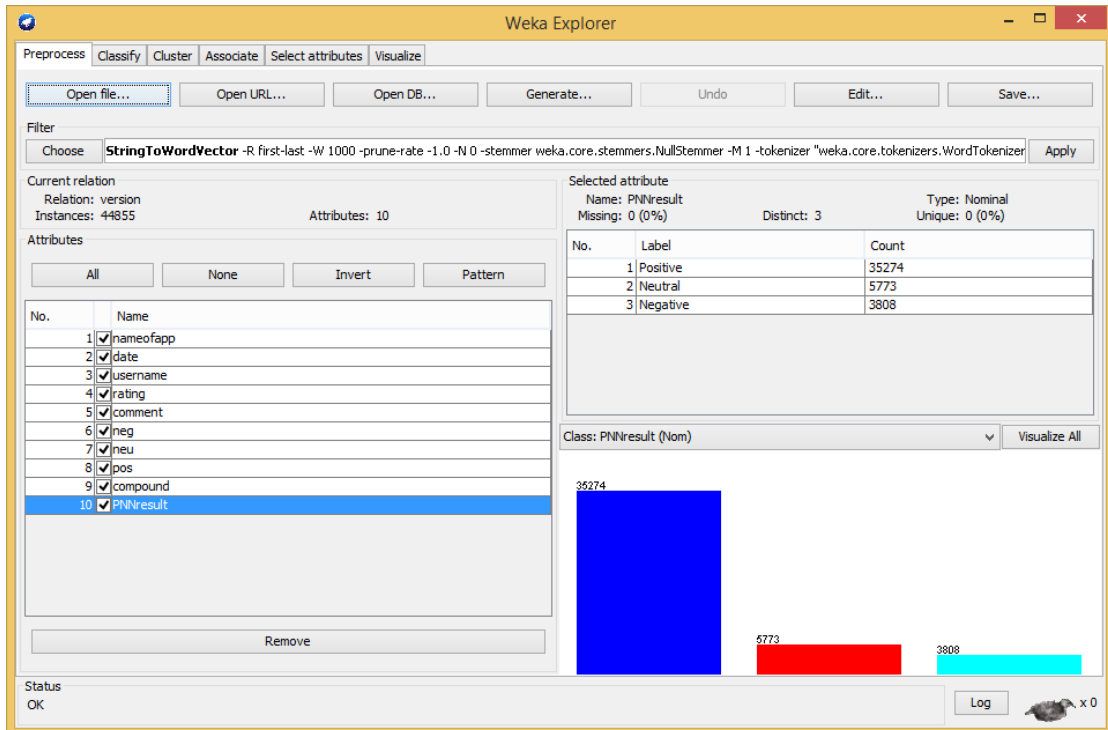 Weka Explorer
Preprocess Classify Cluster Associate Select attributes Visualize
Open file... Open URL... Open DB... Generate... Undo Edit... Save...
Filter
Choose StringToWordVector -R first-last -W 1000 -prune-rate -1.0 -N 0 -stemmer weka.core.stemmers.NullStemmer -M 1 -tokenizer "weka.core.tokenizers.WordTokenizer Apply
Current relation
Relation: version
Instances: 44855 Attributes: 10
Attributes
All None Invert Pattern
No. Name
1 nameofapp
2 date
3 username
4 rating
5 comment
6 neg
7 neu
8 pos
9 compound
10 PNNresult
Remove
Selected attribute
Name: PNNresult Type: Nominal
Missing: 0 (0%) Distinct: 3 Unique: 0 (0%)
No. Label Count
1 Positive 35274
2 Neutral 5773
3 Negative 3808
Class: PNNresult (Nom) Visualize All
35274
5773
3808
Status
OK Log x 0